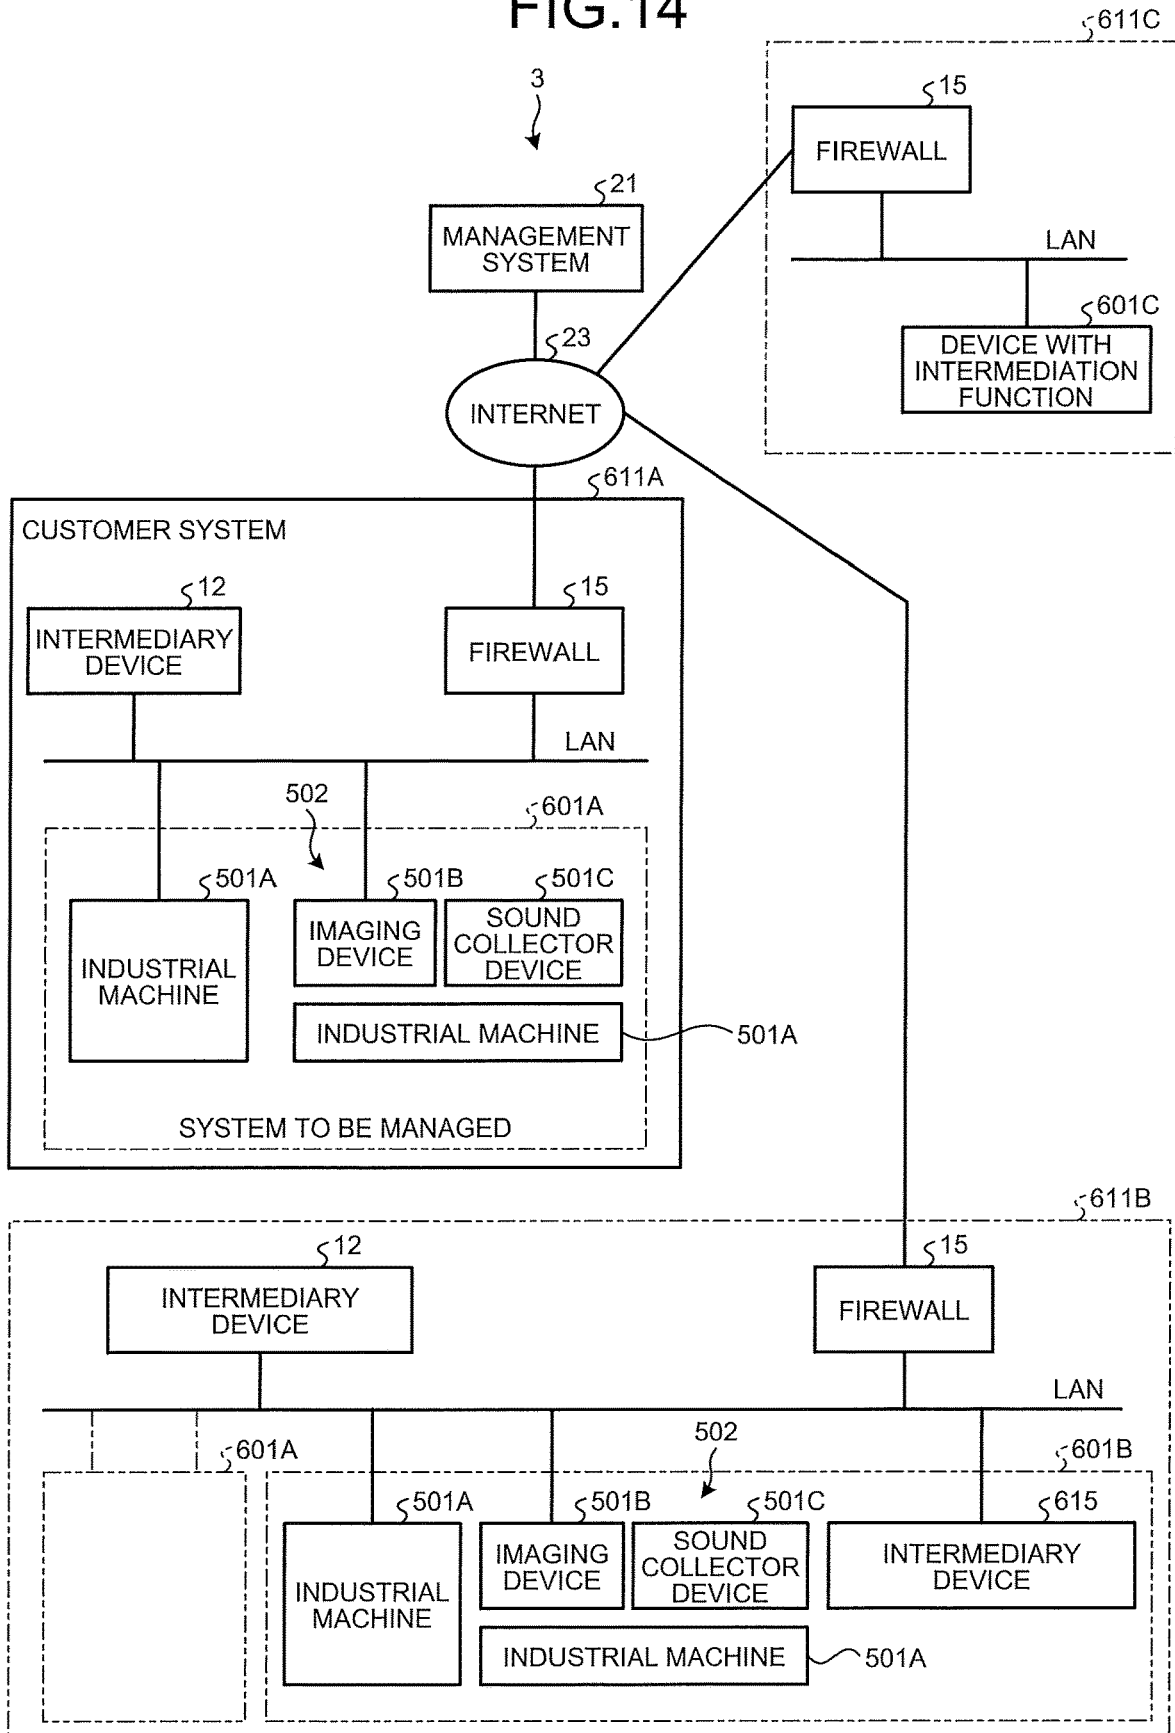 FIG.14
611C
3
15
FIREWALL
21
MANAGEMENT
SYSTEM
LAN
601C
DEVICE WITH
INTERMEDIATION
FUNCTION
23
INTERNET
611A
CUSTOMER SYSTEM
12
INTERMEDIARY
DEVICE
15
FIREWALL
LAN
502
601A
501A
INDUSTRIAL
MACHINE
501B
IMAGING
DEVICE
501C
SOUND
COLLECTOR
DEVICE
INDUSTRIAL MACHINE
501A
SYSTEM TO BE MANAGED
611B
12
INTERMEDIARY
DEVICE
15
FIREWALL
LAN
601A
502
601B
501A
INDUSTRIAL
MACHINE
501B
IMAGING
DEVICE
501C
SOUND
COLLECTOR
DEVICE
615
INTERMEDIARY
DEVICE
INDUSTRIAL MACHINE
501A